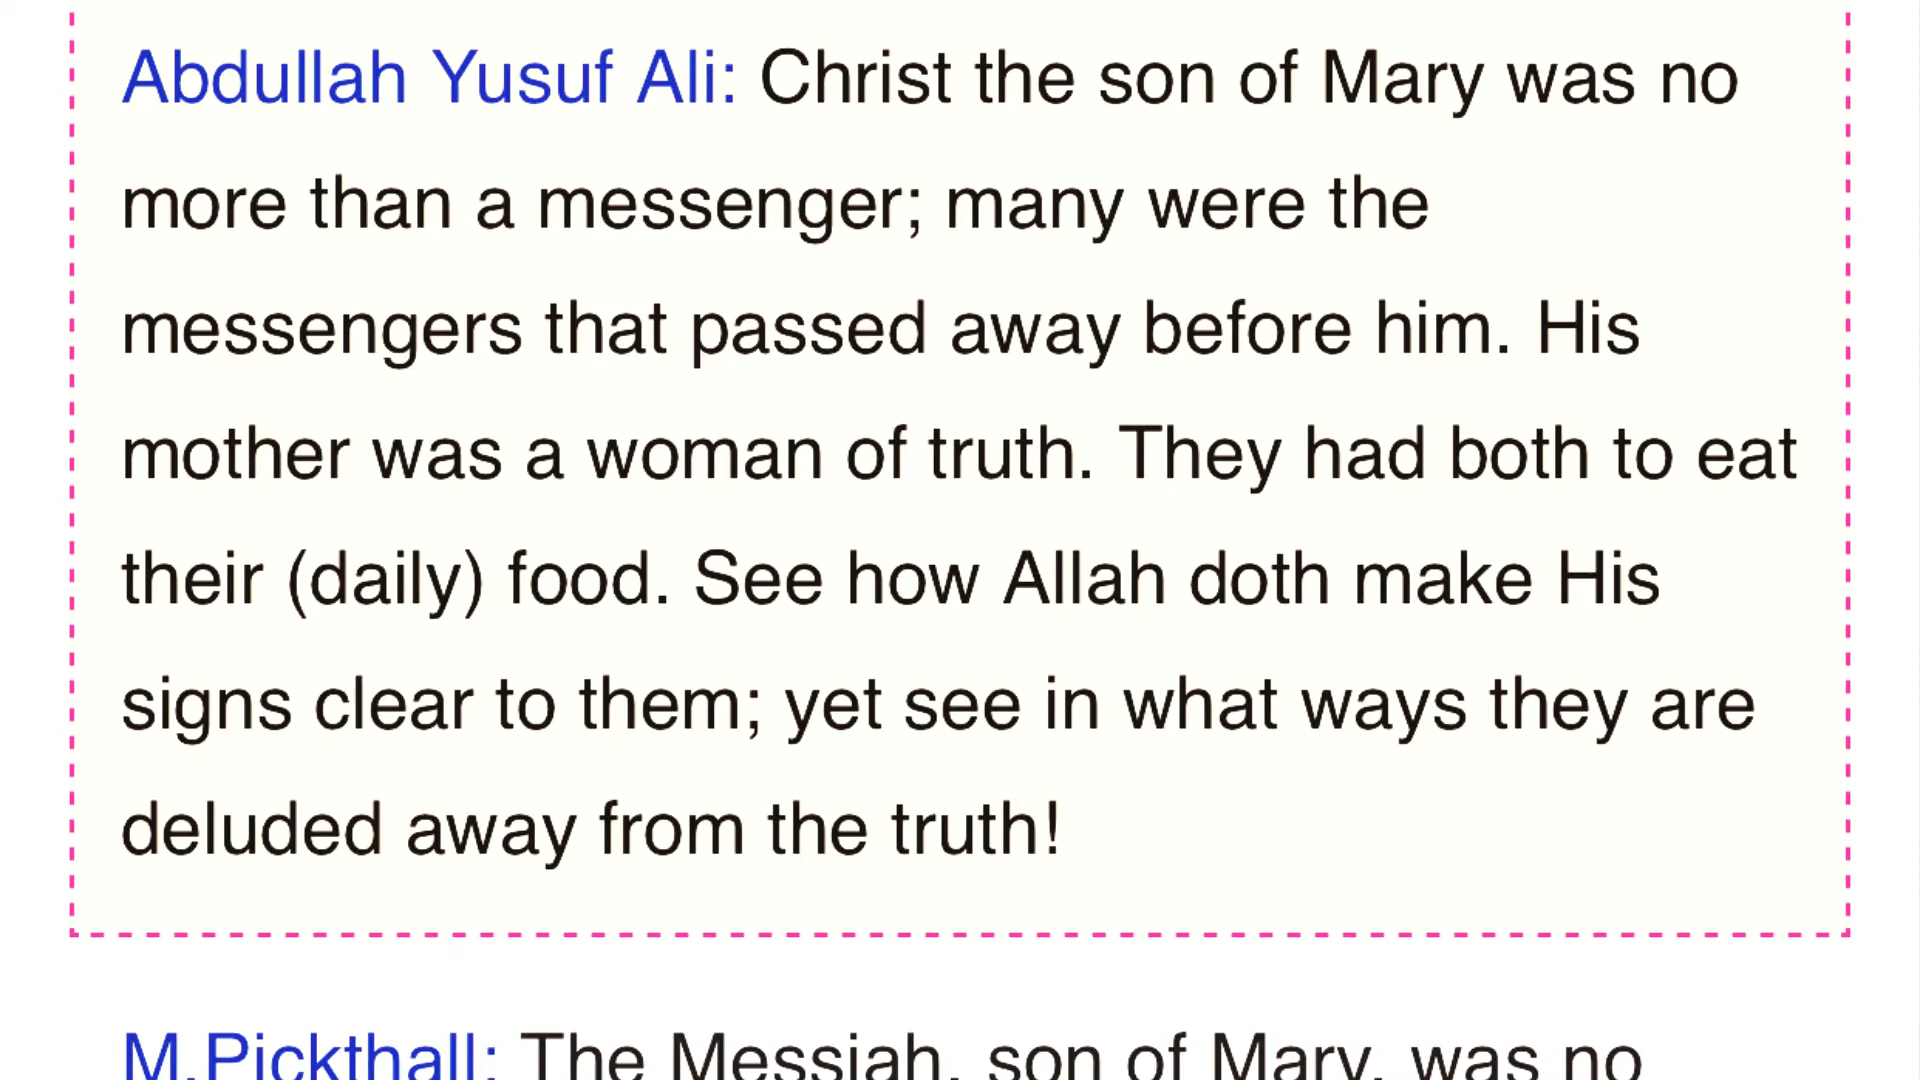 Abdullah Yusuf Ali: Christ the son of Mary was no
more than a messenger; many were the
messengers that passed away before him. His
mother was a woman of truth. They had both to eat
their (daily) food. See how Allah doth make His
signs clear to them; yet see in what ways they are
deluded away from the truth!
M.Pickthall: The Messiah, son of Mary, was no